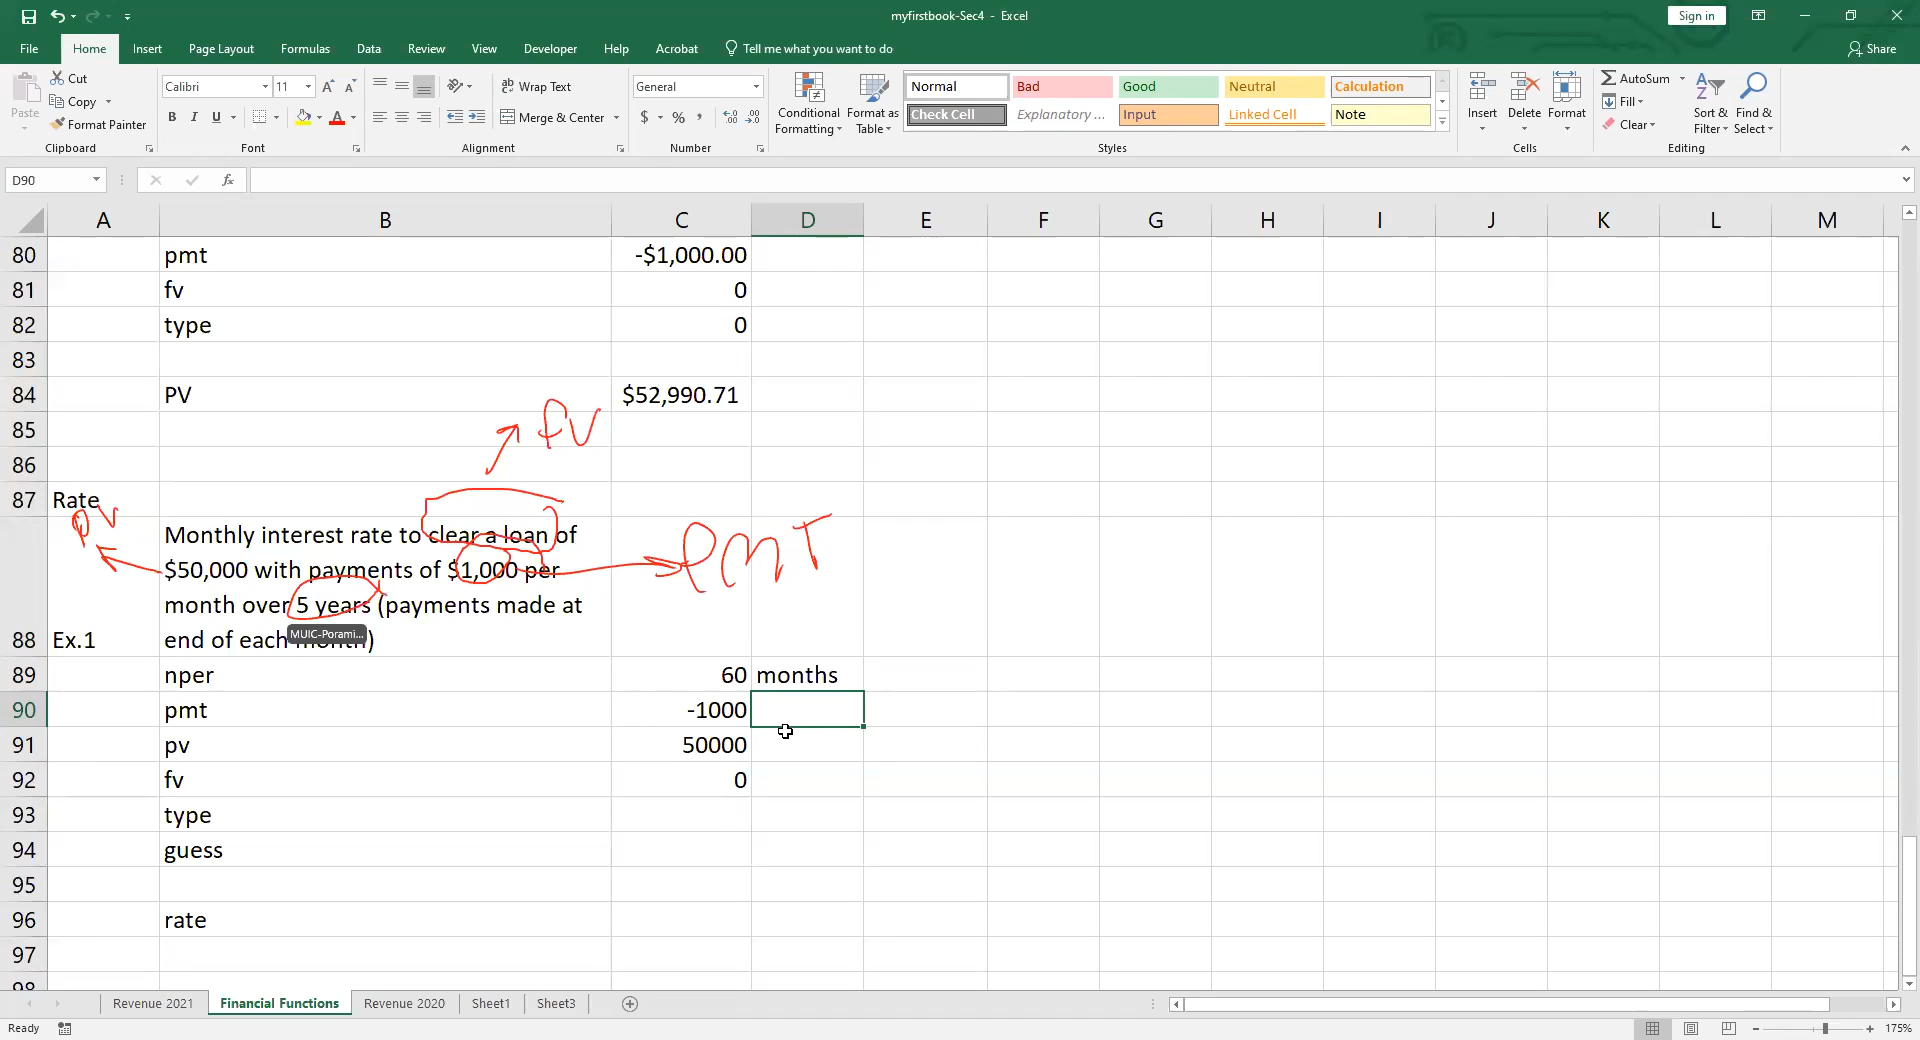 myfirstbook-Sec4 - Excel
Sign in
File Home Insert Page Layout Formulas Data Review View Developer Help Acrobat Tell me what you want to do
Share
Paste
Cut
Copy
Format Painter
Clipboard
Calibri 11
B I U
Font
Wrap Text
Merge & Center
Alignment
General
$ % ,
Number
Conditional Formatting
Format as Table
Normal Bad Good Neutral Calculation
Check Cell Explanatory ... Input Linked Cell Note
Styles
Insert Delete Format
Cells
AutoSum
Fill
Clear
Sort & Filter
Find & Select
Editing
D90
fx
A B C D E F G H I J K L M
80 pmt -$1,000.00
81 fv 0
82 type 0
83
84 PV $52,990.71
85
fv
86
87 Rate
PV
PMT
Monthly interest rate to clear a loan of
$50,000 with payments of $1,000 per
month over 5 years (payments made at
MUIC-Porami...
88 Ex.1 end of each month)
89 nper 60 months
90 pmt -1000
91 pv 50000
92 fv 0
93 type
94 guess
95
96 rate
97
98
Revenue 2021 Financial Functions Revenue 2020 Sheet1 Sheet3
Ready
175%